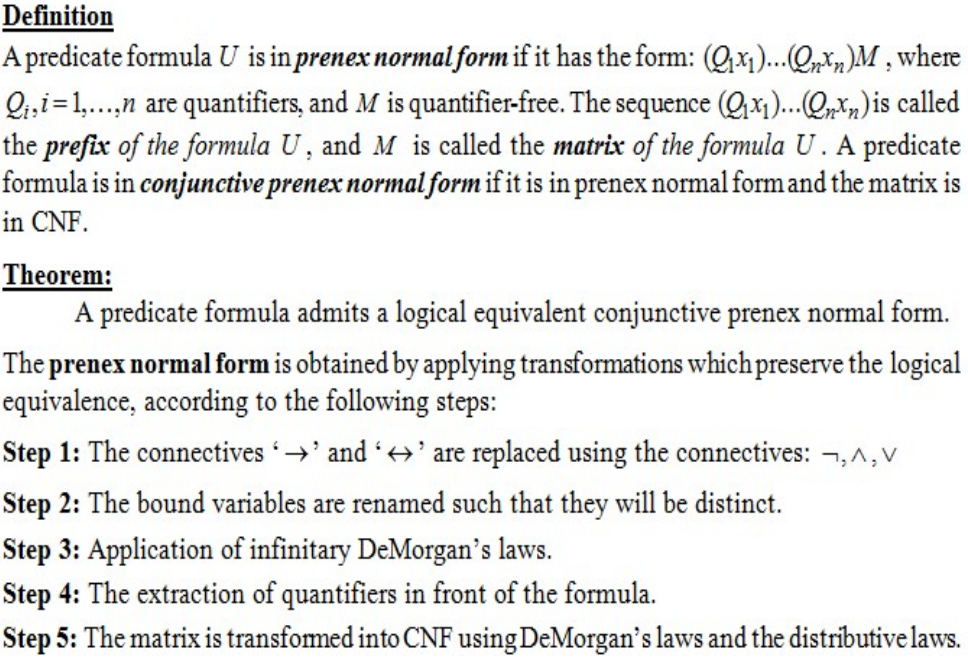 Definition
A predicate formula U is in prenex normal form if it has the form: (Q₁x₁)...(Qₙxₙ)M , where
Qᵢ,i=1,...,n are quantifiers, and M is quantifier-free. The sequence (Q₁x₁)...(Qₙxₙ) is called
the prefix of the formula U , and M is called the matrix of the formula U . A predicate
formula is in conjunctive prenex normal form if it is in prenex normal form and the matrix is
in CNF.
Theorem:
A predicate formula admits a logical equivalent conjunctive prenex normal form.
The prenex normal form is obtained by applying transformations which preserve the logical
equivalence, according to the following steps:
Step 1: The connectives ‘→’ and ‘↔’ are replaced using the connectives: ¬,∧,∨
Step 2: The bound variables are renamed such that they will be distinct.
Step 3: Application of infinitary DeMorgan’s laws.
Step 4: The extraction of quantifiers in front of the formula.
Step 5: The matrix is transformed into CNF using DeMorgan’s laws and the distributive laws.